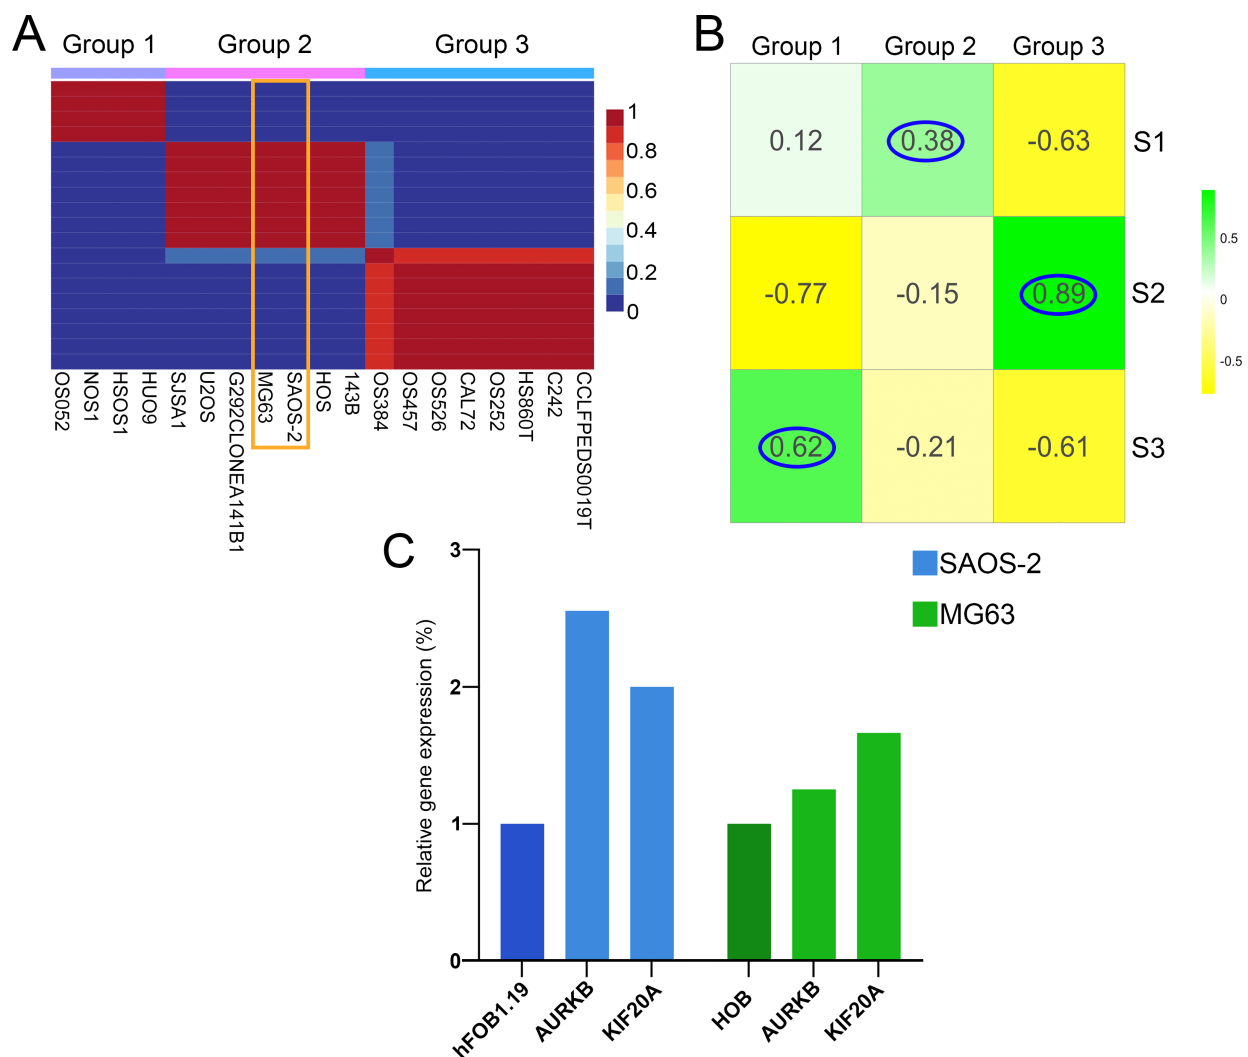 A
Group 1 Group 2 Group 3
1
0.8
0.6
0.4
0.2
0
OS052
NOS1
HSOS1
HUO9
SJSA1
U2OS
G292CLONEA141B1
MG63
SAOS-2
HOS
143B
OS384
OS457
OS526
CAL72
OS252
HS860T
C242
CCLFPEDS0019T
B
Group 1 Group 2 Group 3
0.12 0.38 -0.63 S1
-0.77 -0.15 0.89 S2
0.62 -0.21 -0.61 S3
0.5
0
-0.5
C
SAOS-2
MG63
Relative gene expression (%)
3
2
1
0
hFOB1.19
AURKB
KIF20A
HOB
AURKB
KIF20A